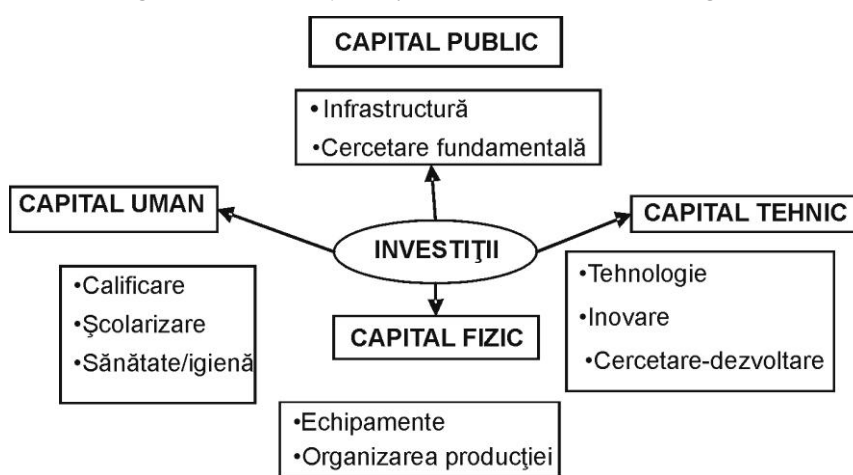 CAPITAL PUBLIC
•Infrastructură
•Cercetare fundamentală
CAPITAL UMAN
CAPITAL TEHNIC
INVESTIŢII
•Calificare
•Şcolarizare
•Sănătate/igienă
•Tehnologie
•Inovare
•Cercetare-dezvoltare
CAPITAL FIZIC
•Echipamente
•Organizarea producţiei